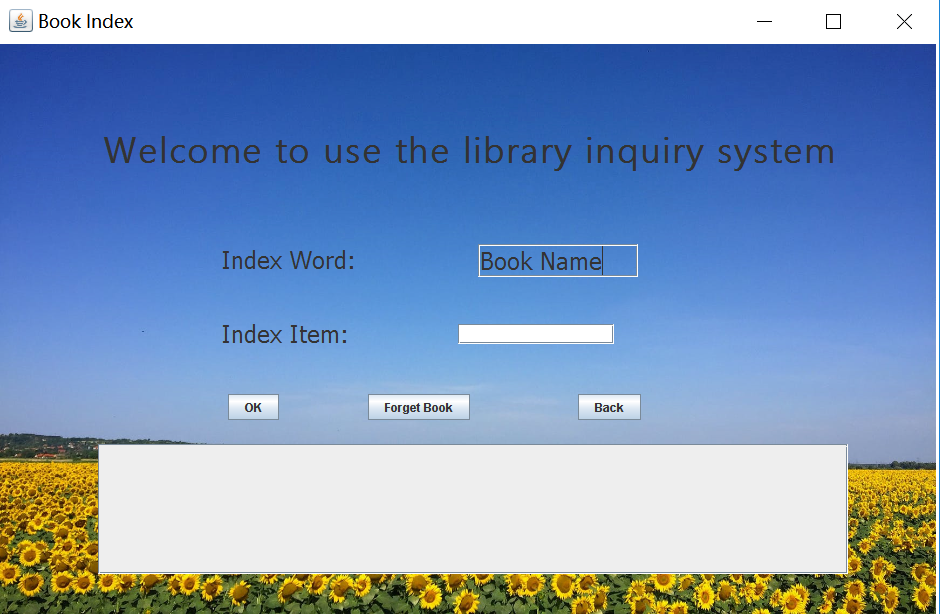 Book Index
Welcome to use the library inquiry system
Index Word: Book Name
Index Item:
OK Forget Book Back